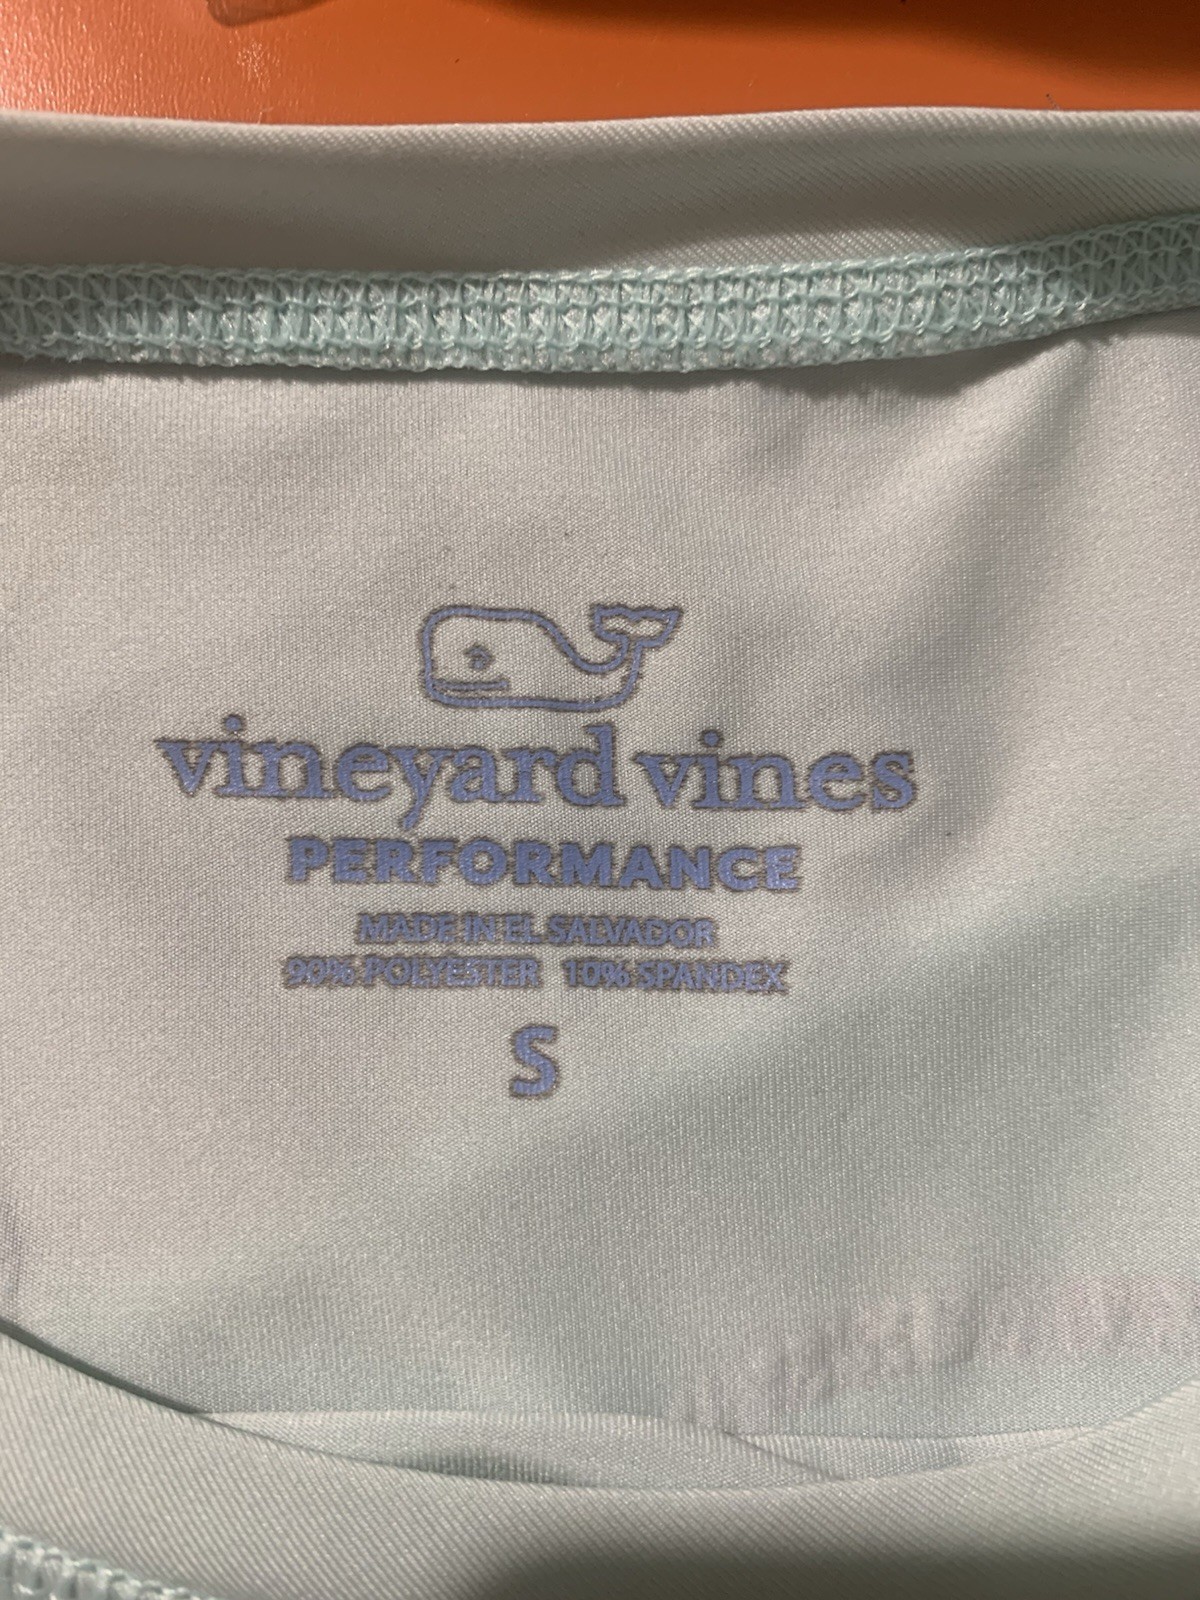 vineyard vines
PERFORMANCE
MADE IN EL SALVADOR
90% POLYESTER 10% SPANDEX
S